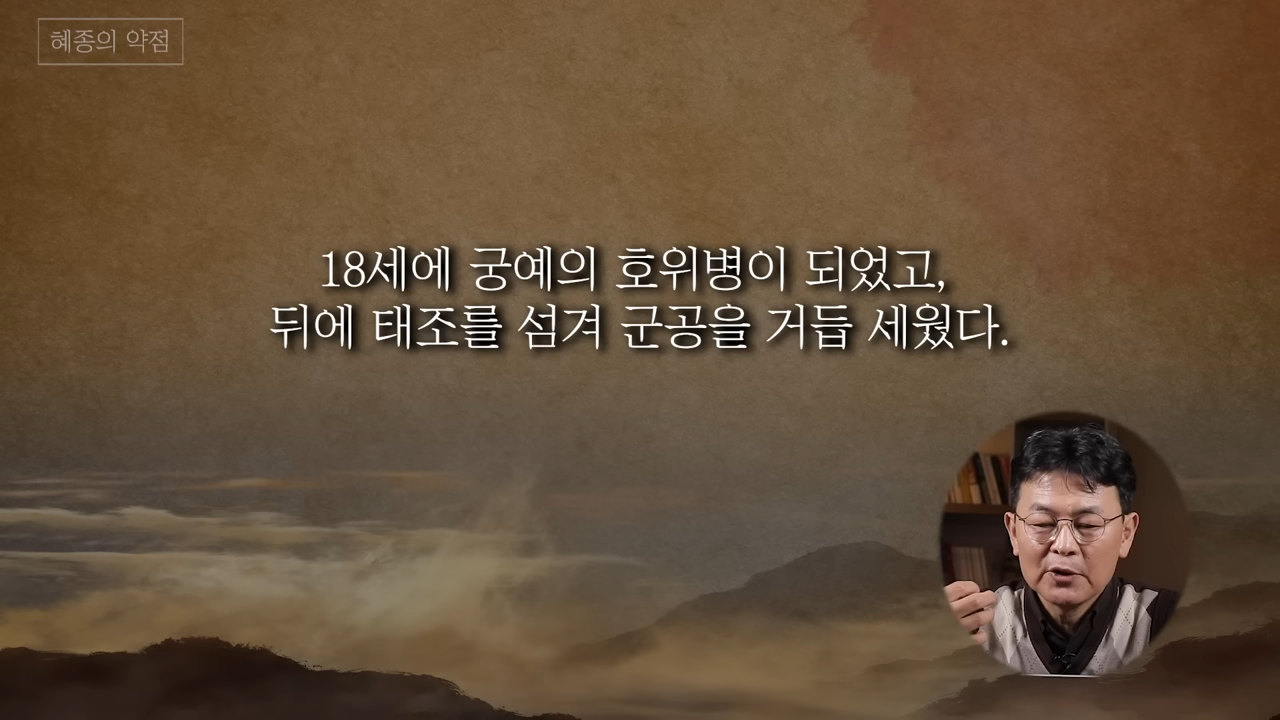 혜종의 약점
18세에 궁예의 호위병이 되었고,
뒤에 태조를 섬겨 군공을 거듭 세웠다.